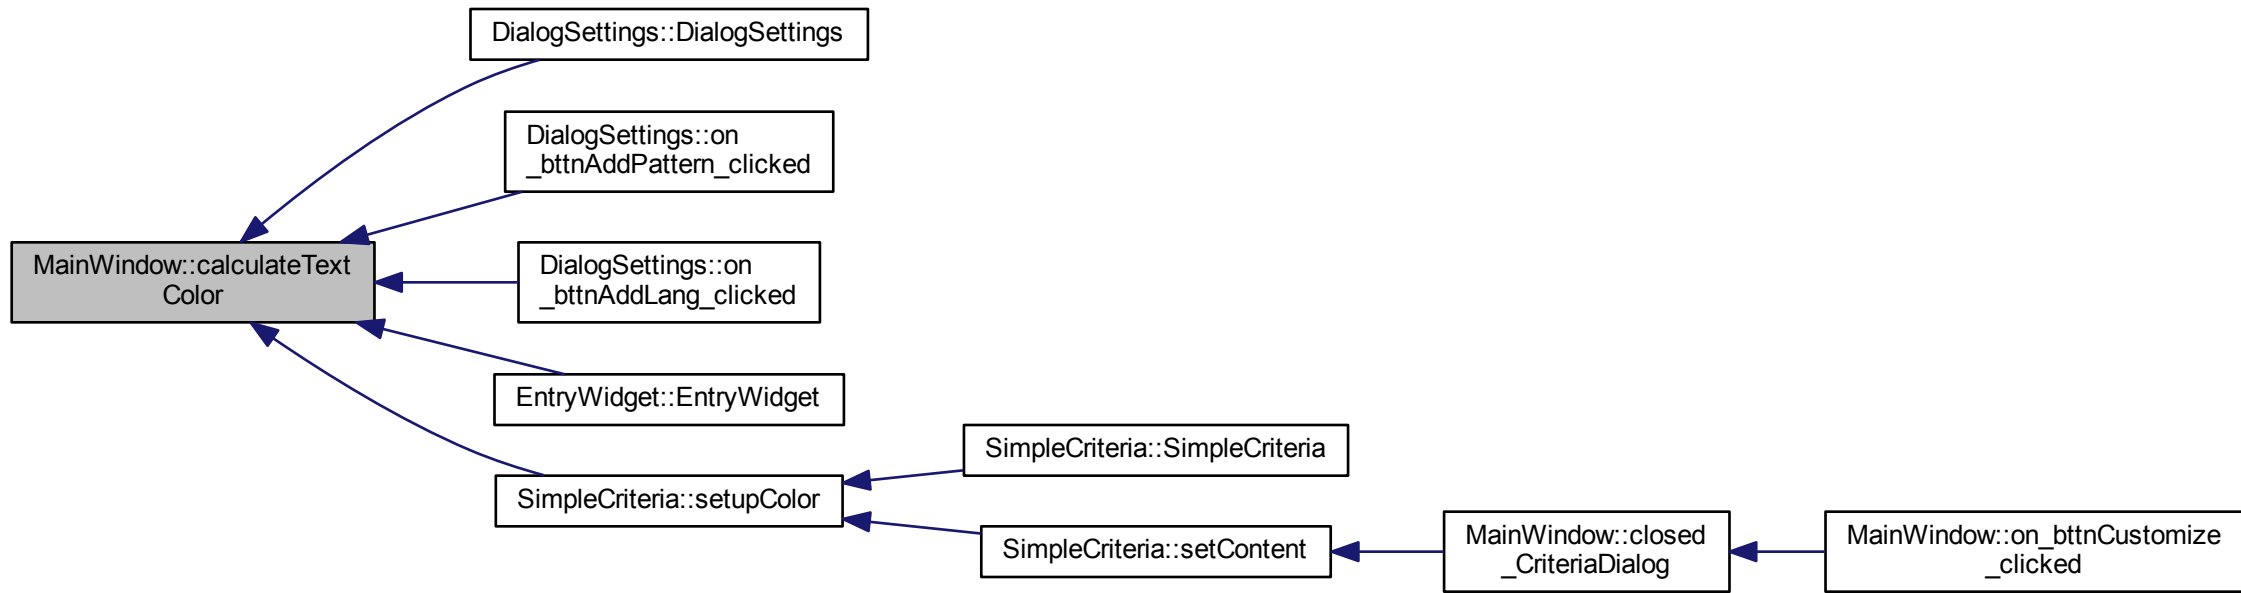 DialogSettings::DialogSettings
DialogSettings::on
_bttnAddPattern_clicked
MainWindow::calculateText
Color
DialogSettings::on
_bttnAddLang_clicked
EntryWidget::EntryWidget
SimpleCriteria::SimpleCriteria
SimpleCriteria::setupColor
SimpleCriteria::setContent
MainWindow::closed
_CriteriaDialog
MainWindow::on_bttnCustomize
_clicked